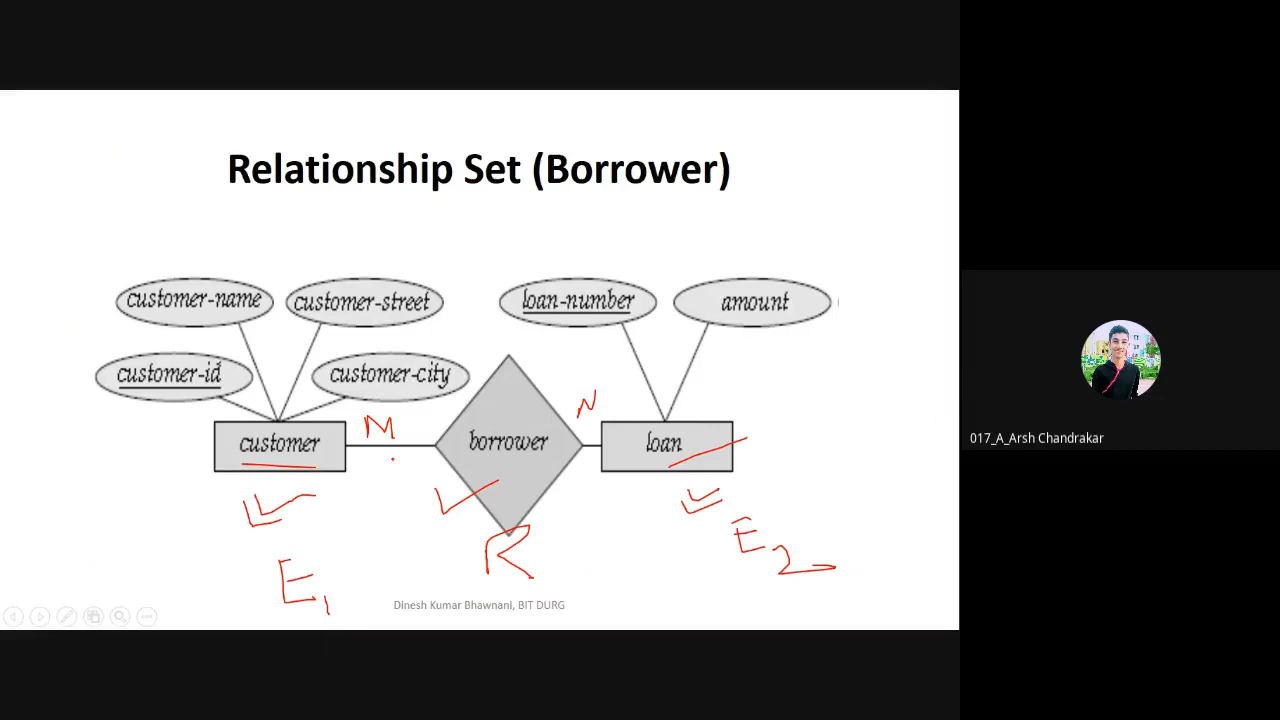 Relationship Set (Borrower)
customer-name customer-street loan-number amount
customer-id customer-city
M N
customer borrower loan
E1 R E2
Dinesh Kumar Bhawnani, BIT DURG
017_A_Arsh Chandrakar